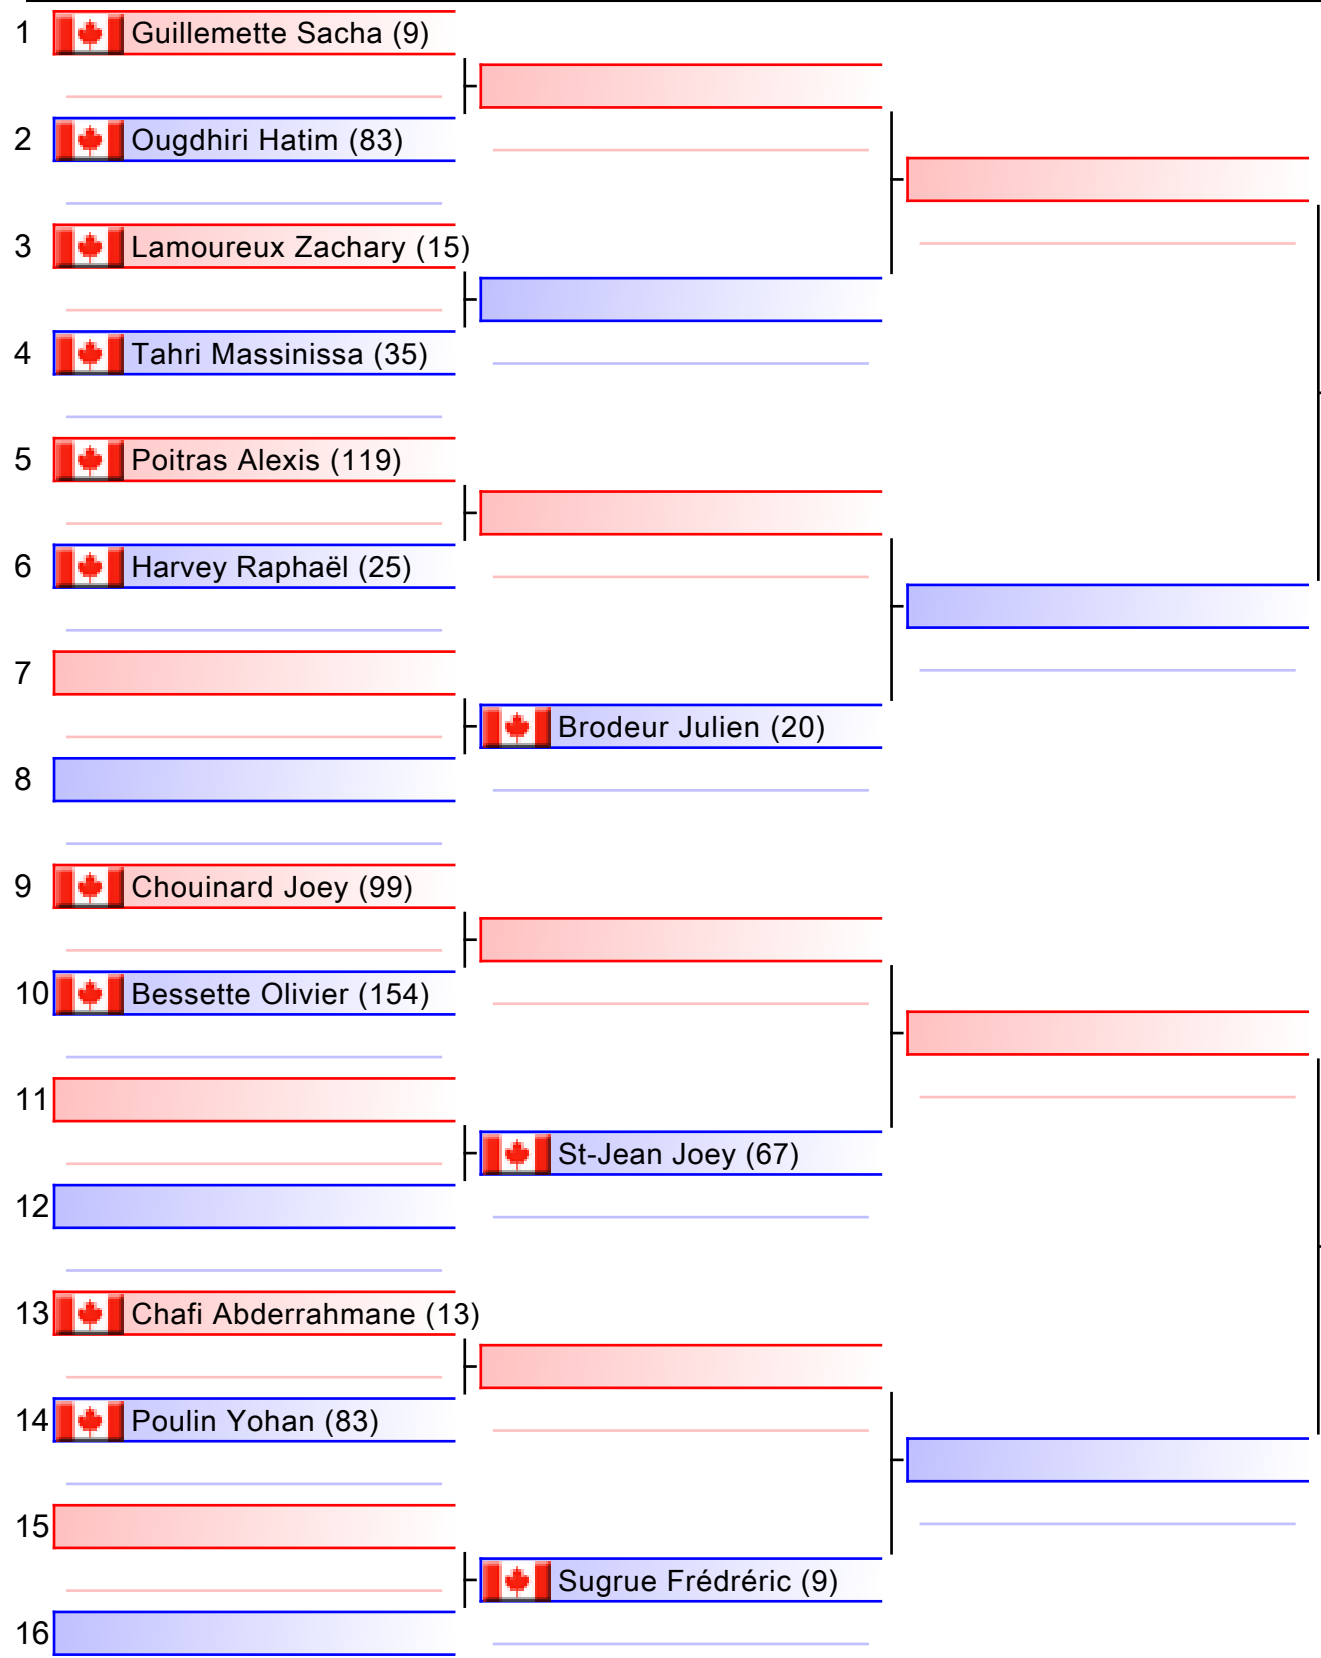 1 Guillemette Sacha (9)
2 Ougdhiri Hatim (83)
3 Lamoureux Zachary (15)
4 Tahri Massinissa (35)
5 Poitras Alexis (119)
6 Harvey Raphaël (25)
7
Brodeur Julien (20)
8
9 Chouinard Joey (99)
10 Bessette Olivier (154)
11
St-Jean Joey (67)
12
13 Chafi Abderrahmane (13)
14 Poulin Yohan (83)
15
Sugrue Frédréric (9)
16